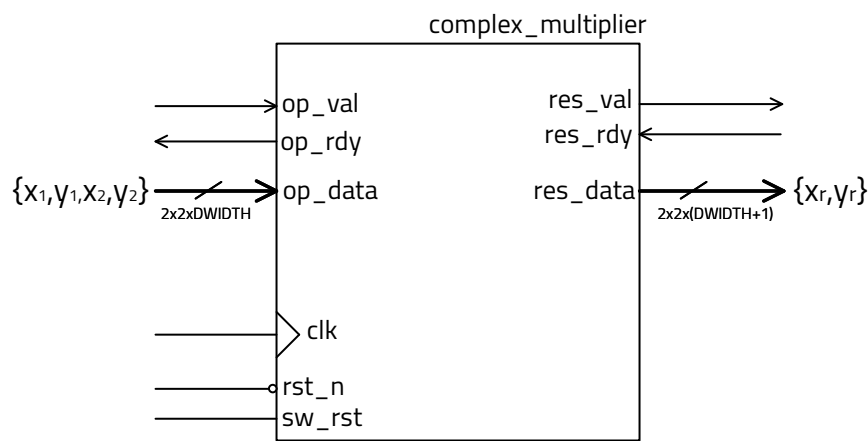 complex_multiplier
op_val
res_val
op_rdy
res_rdy
{x1,y1,x2,y2}
op_data
res_data
{xr,yr}
2x2xDWIDTH
2x2x(DWIDTH+1)
clk
rst_n
sw_rst